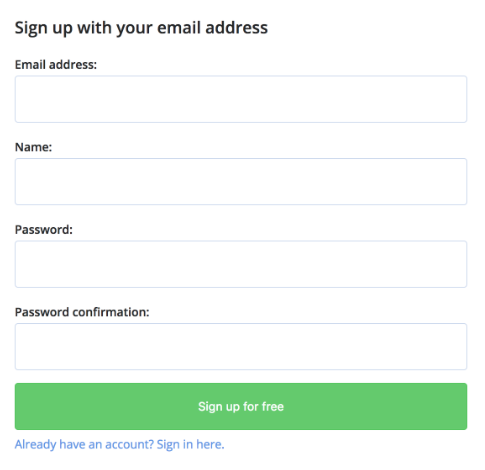 Sign up with your email address
Email address:
Name:
Password:
Password confirmation:
Sign up for free
Already have an account? Sign in here.